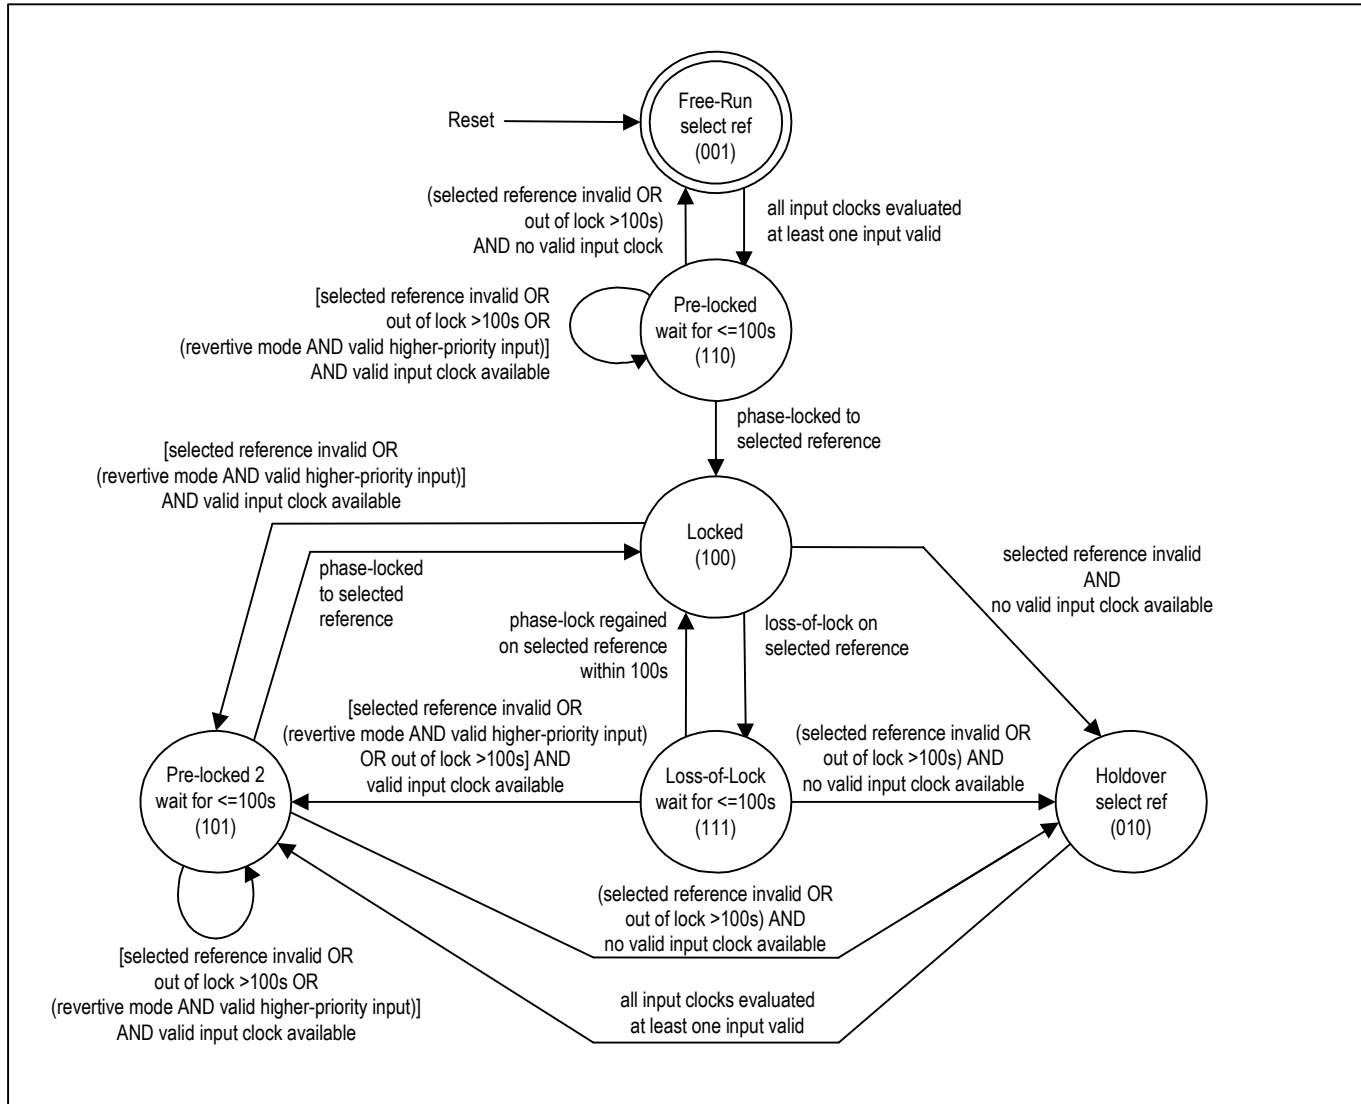 Free-Run
select ref
(001)
Reset
(selected reference invalid OR
out of lock >100s)
AND no valid input clock
all input clocks evaluated
at least one input valid
[selected reference invalid OR
out of lock >100s OR
(revertive mode AND valid higher-priority input)]
AND valid input clock available
Pre-locked
wait for <=100s
(110)
phase-locked to
selected reference
[selected reference invalid OR
(revertive mode AND valid higher-priority input)]
AND valid input clock available
Locked
(100)
phase-locked
to selected
reference
selected reference invalid
AND
no valid input clock available
phase-lock regained
on selected reference
within 100s
loss-of-lock on
selected reference
[selected reference invalid OR
(revertive mode AND valid higher-priority input)
OR out of lock >100s] AND
valid input clock available
(selected reference invalid OR
out of lock >100s) AND
no valid input clock available
Pre-locked 2
wait for <=100s
(101)
Loss-of-Lock
wait for <=100s
(111)
Holdover
select ref
(010)
(selected reference invalid OR
out of lock >100s) AND
no valid input clock available
[selected reference invalid OR
out of lock >100s OR
(revertive mode AND valid higher-priority input)]
AND valid input clock available
all input clocks evaluated
at least one input valid